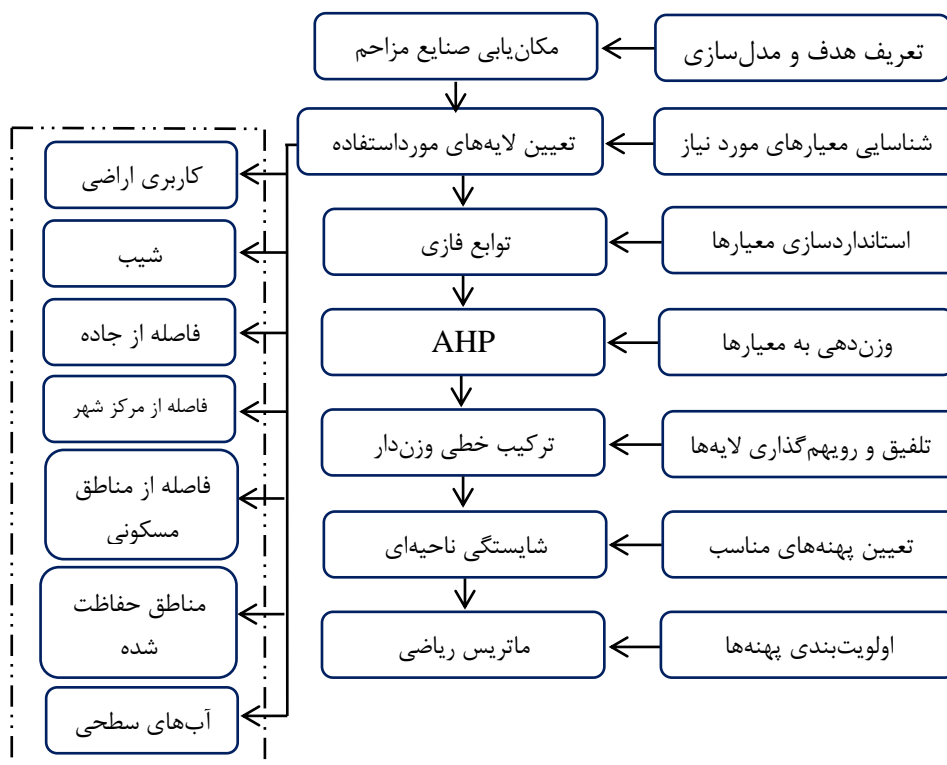 تعریف هدف و مدل‌سازی
مکان‌یابی صنایع مزاحم
شناسایی معیارهای مورد نیاز
تعیین لایه‌های مورداستفاده
استانداردسازی معیارها
توابع فازی
وزن‌دهی به معیارها
AHP
تلفیق و رویهم‌گذاری لایه‌ها
ترکیب خطی وزن‌دار
تعیین پهنه‌های مناسب
شایستگی ناحیه‌ای
اولویت‌بندی پهنه‌ها
ماتریس ریاضی
کاربری اراضی
شیب
فاصله از جاده
فاصله از مرکز شهر
فاصله از مناطق
مسکونی
مناطق حفاظت
شده
آب‌های سطحی